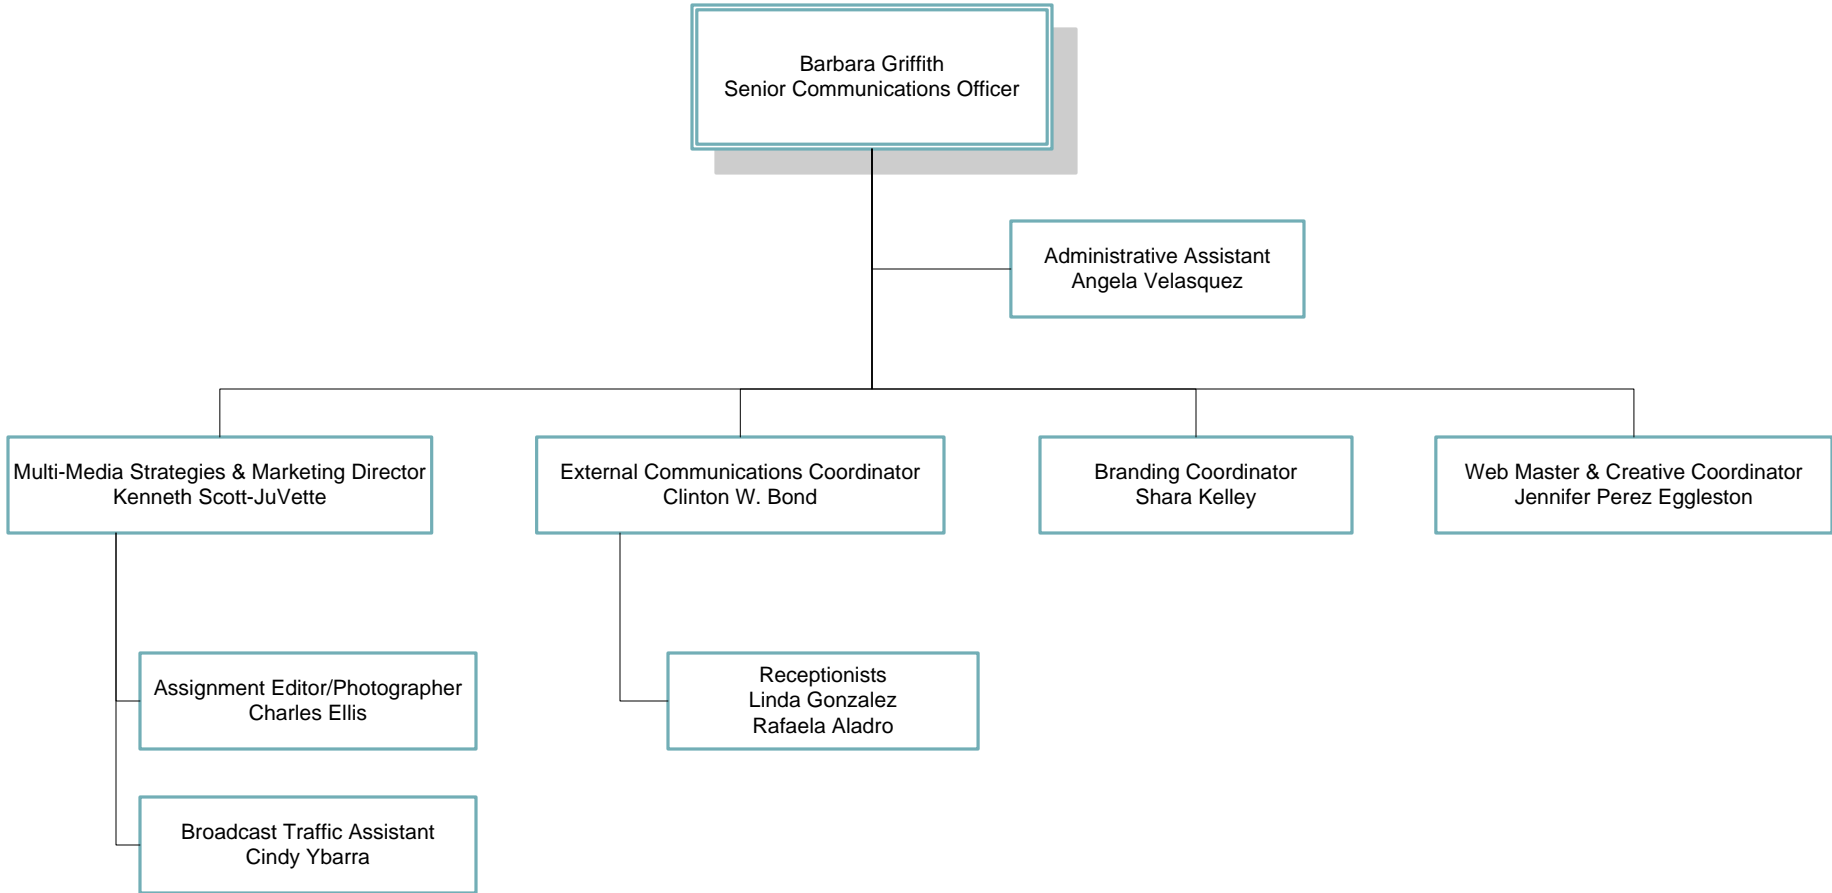 Barbara Griffith
Senior Communications Officer
Administrative Assistant
Angela Velasquez
Multi-Media Strategies & Marketing Director
Kenneth Scott-JuVette
External Communications Coordinator
Clinton W. Bond
Branding Coordinator
Shara Kelley
Web Master & Creative Coordinator
Jennifer Perez Eggleston
Assignment Editor/Photographer
Charles Ellis
Receptionists
Linda Gonzalez
Rafaela Aladro
Broadcast Traffic Assistant
Cindy Ybarra